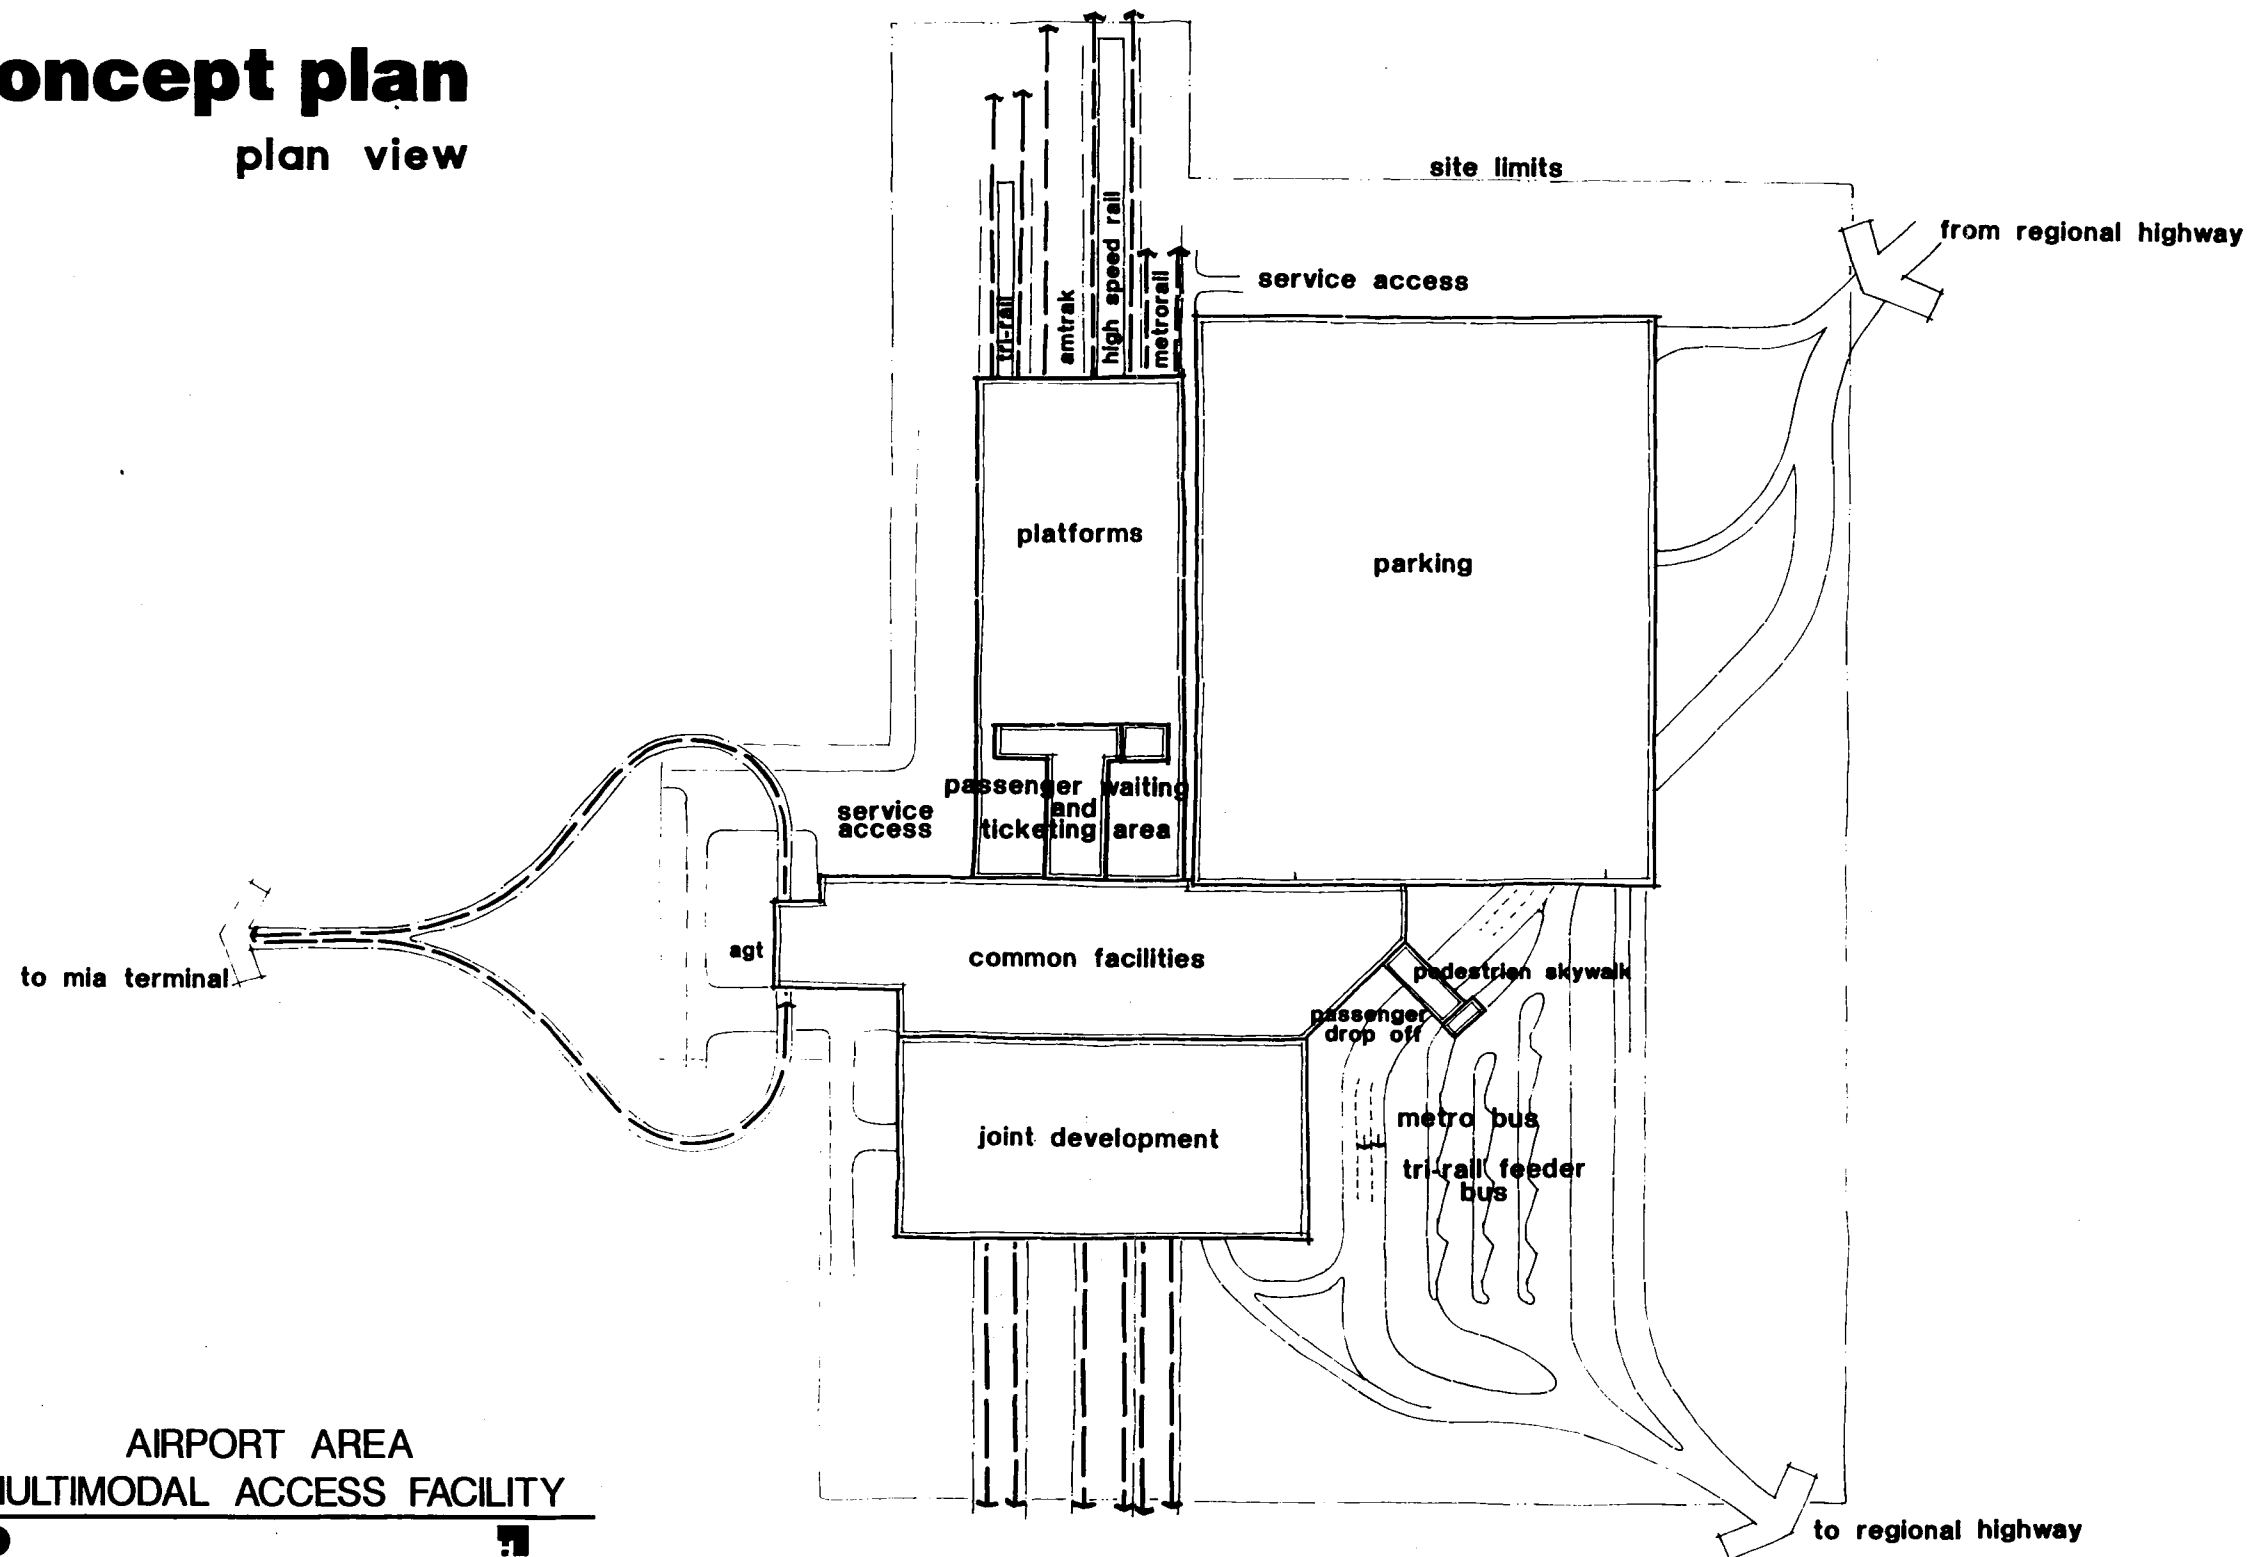 oncept plan
plan view
site limits
from regional highway
service access
tri-rail
amtrak
high speed rail
metrorail
platforms
parking
passenger waiting
and
ticketing area
service
access
agt
common facilities
to mia terminal
pedestrian skywalk
passenger
drop off
metro bus
tri-rail feeder
bus
joint development
AIRPORT AREA
ULTIMODAL ACCESS FACILITY
to regional highway